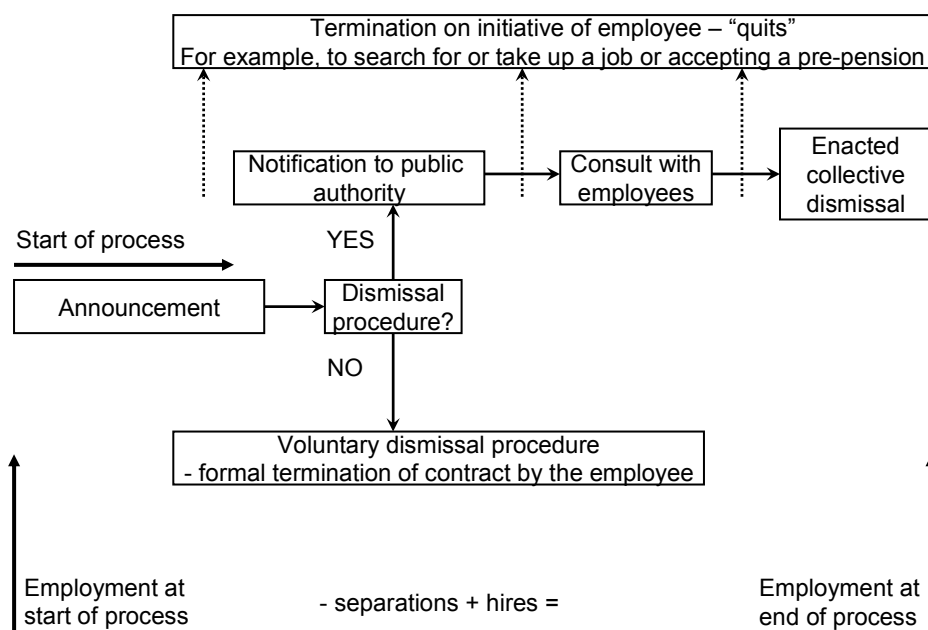 Termination on initiative of employee – “quits”
For example, to search for or take up a job or accepting a pre-pension
Notification to public
authority
Consult with
employees
Enacted
collective
dismissal
YES
Start of process
Announcement
Dismissal
procedure?
NO
Voluntary dismissal procedure
- formal termination of contract by the employee
Employment at
start of process
- separations + hires =
Employment at
end of process